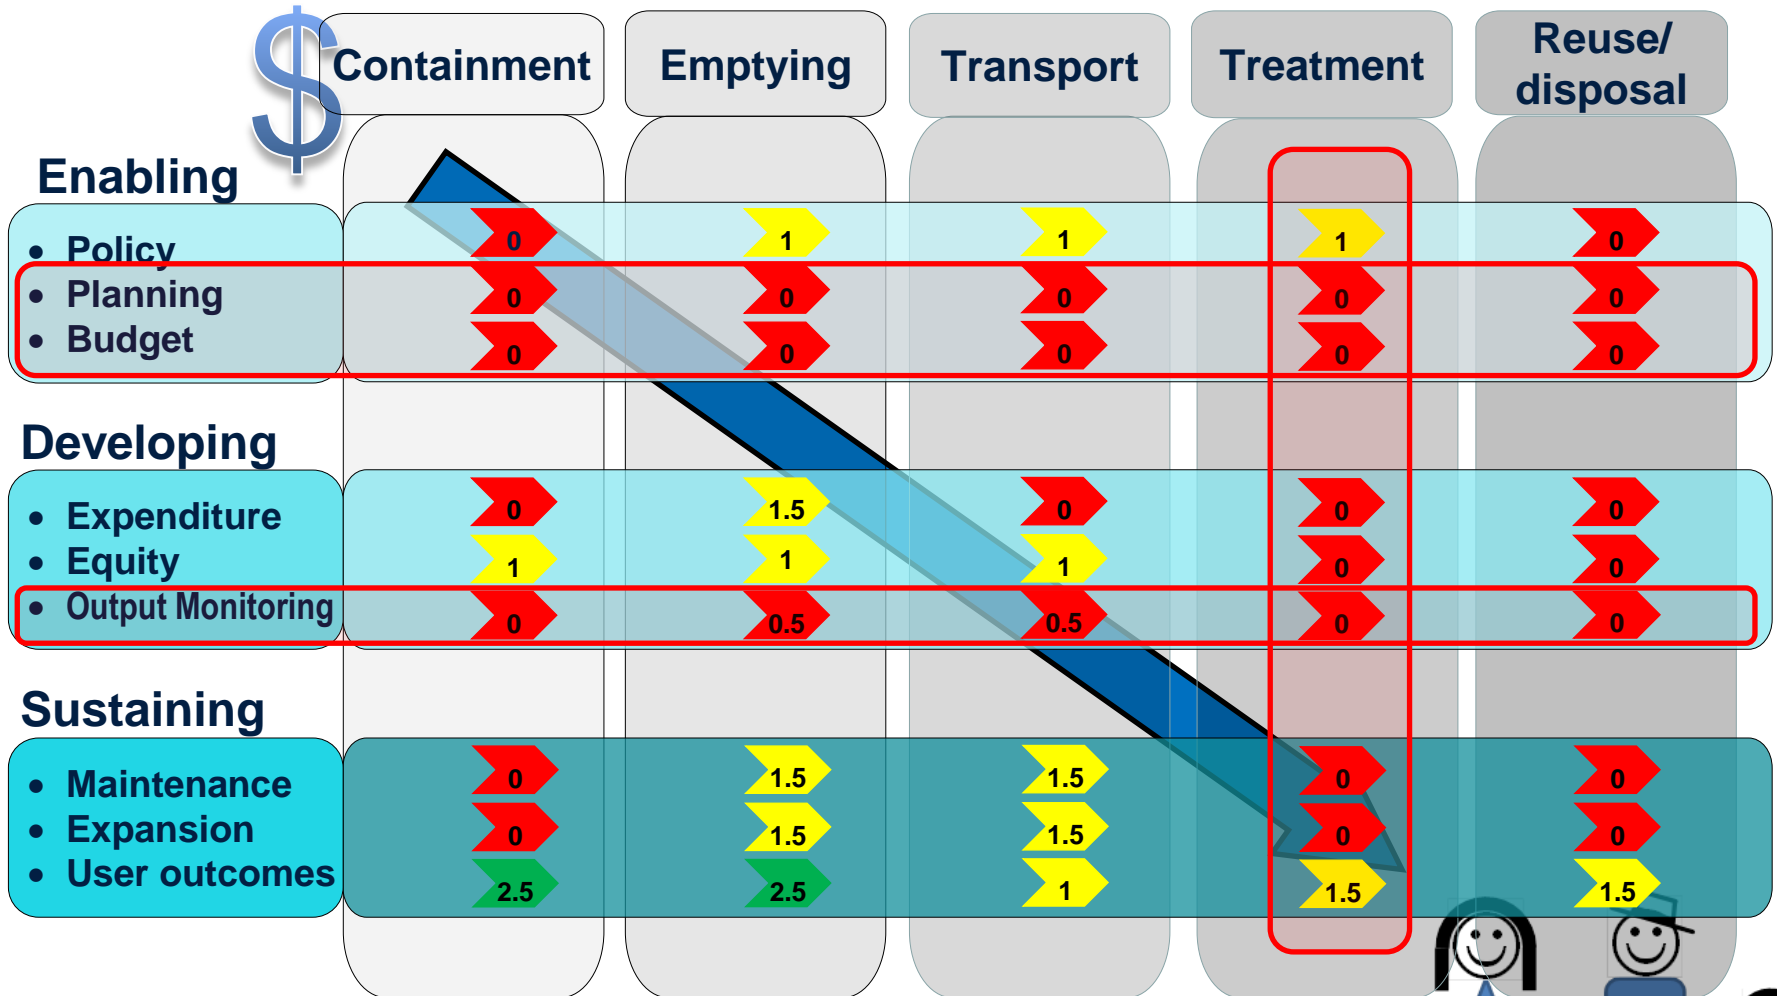 $
Containment Emptying Transport Treatment Reuse/
disposal
Enabling
• Policy 0 1 1 1 0
• Planning 0 0 0 0 0
• Budget 0 0 0 0 0
Developing
• Expenditure 0 1.5 0 0 0
• Equity 1 1 1 0 0
• Output Monitoring 0 0.5 0.5 0 0
Sustaining
• Maintenance 0 1.5 1.5 0 0
• Expansion 0 1.5 1.5 0 0
• User outcomes 2.5 2.5 1 1.5 1.5